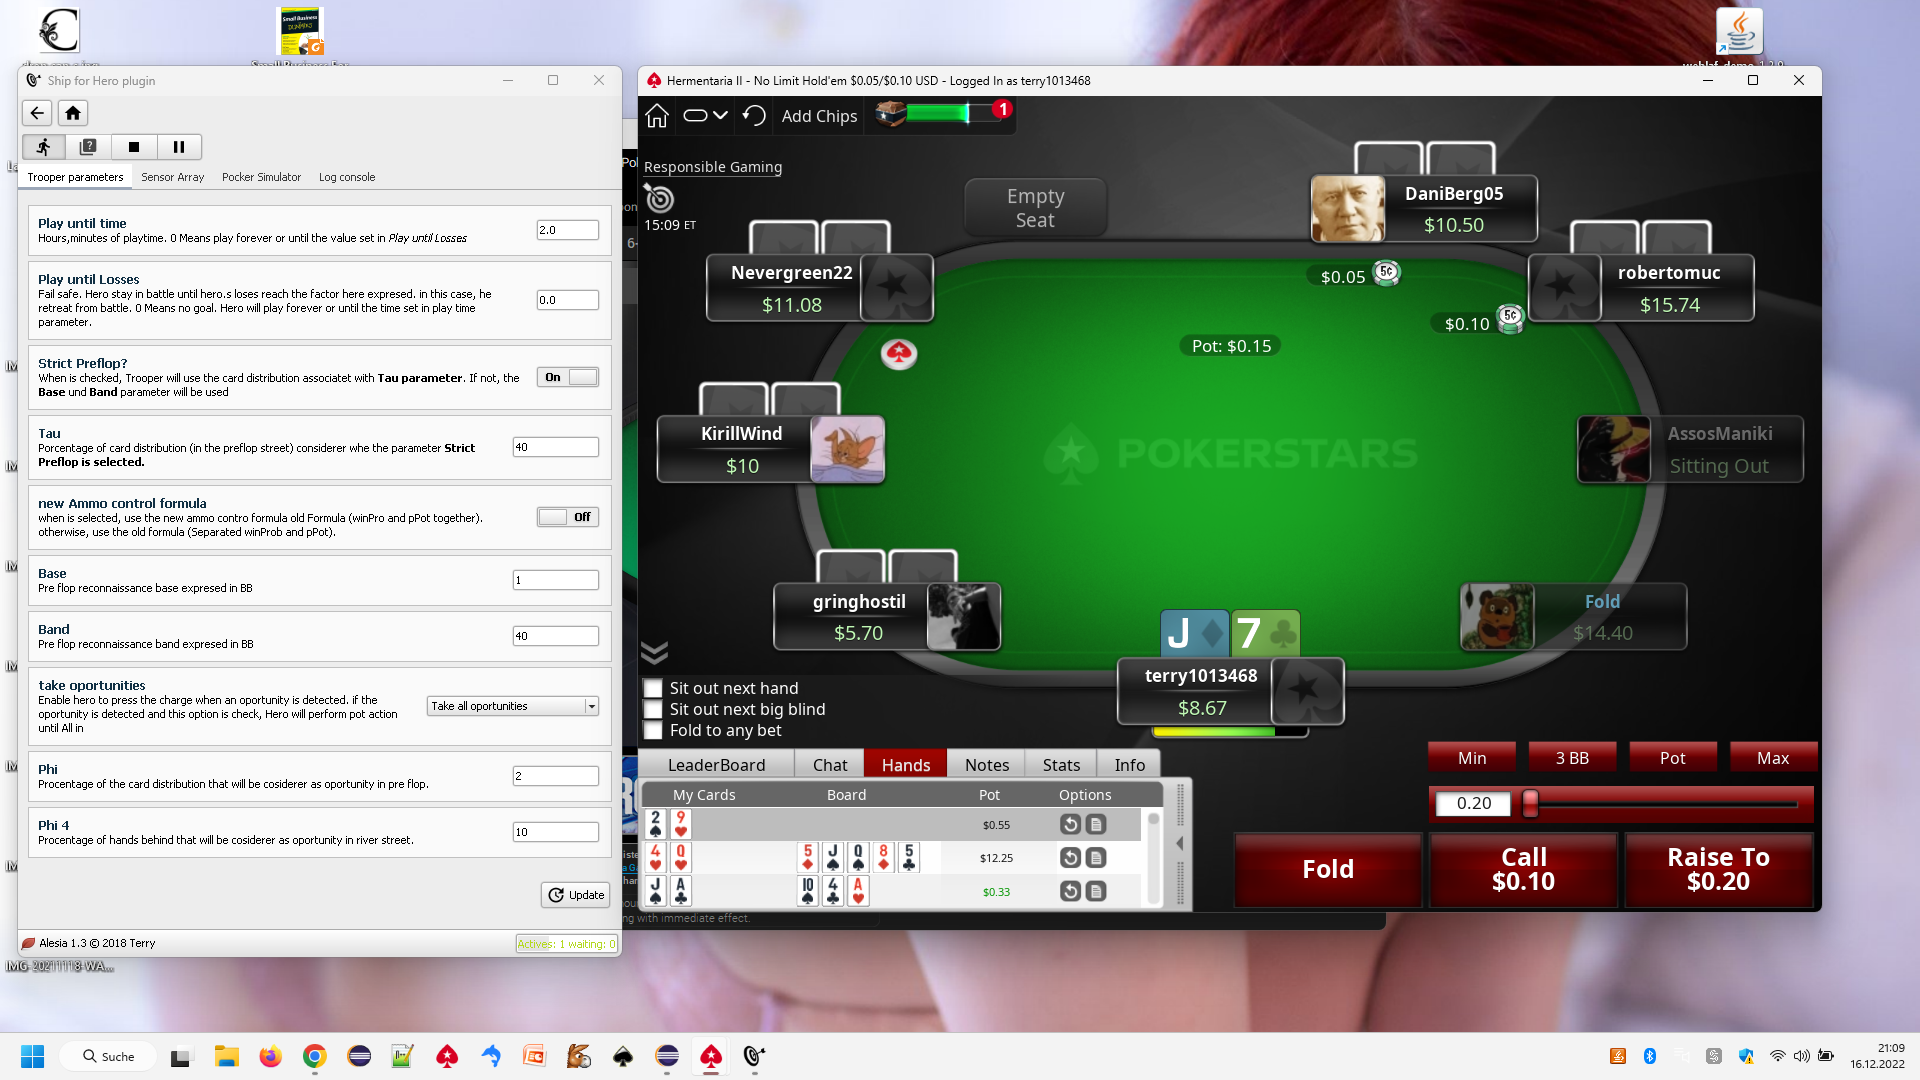 Ship for Hero plugin
Trooper parameters
Sensor Array
Pocker Simulator
Log console
Play until time
Hours,minutes of playtime. 0 Means play forever or until the value set in Play until Losses
2.0
Play until Losses
Fail safe. Hero stay in battle until hero.s loses reach the factor here expresed. in this case, he
retreat from battle. 0 Means no goal. Hero will play forever or until the time set in play time
parameter.
0.0
Strict Preflop?
When is checked, Trooper will use the card distribution associatet with Tau parameter. If not, the
Base und Band parameter will be used
On
Tau
Porcentage of card distribution (in the preflop street) considerer whe the parameter Strict
Preflop is selected.
40
new Ammo control formula
when is selected, use the new ammo contro formula old Formula (winPro and pPot together).
otherwise, use the old formula (Separated winProb and pPot).
Off
Base
Pre flop reconnaissance base expresed in BB
1
Band
Pre flop reconnaissance band expresed in BB
40
take oportunities
Enable hero to press the charge when an oportunity is detected. if the
oportunity is detected and this option is check, Hero will perform pot action
until All in
Take all oportunities
Phi
Percentage of the card distribution that will be cosiderer as oportunity in pre flop.
2
Phi 4
Procentage of hands behind that will be cosiderer as oportunity in river street.
10
Update
Alesia 1.3 © 2018 Terry
Actives: 1 waiting: 0
IMG-20211118-WA...
Hermentaria II - No Limit Hold'em $0.05/$0.10 USD - Logged In as terry1013468
Add Chips
1
Responsible Gaming
15:09 ET
Empty
Seat
DaniBerg05
$10.50
Nevergreen22
$11.08
robertomuc
$15.74
$0.05
5¢
$0.10
5¢
Pot: $0.15
KirillWind
$10
POKERSTARS
AssosManiki
Sitting Out
gringhostil
$5.70
J
7
Fold
$14.40
terry1013468
$8.67
Sit out next hand
Sit out next big blind
Fold to any bet
LeaderBoard
Chat
Hands
Notes
Stats
Info
My Cards
Board
Pot
Options
2 9 $0.55
4 Q 5 J Q 8 5 $12.25
J A 10 4 A $0.33
Min
3 BB
Pot
Max
0.20
Fold
Call
$0.10
Raise To
$0.20
ng with immediate effect.
Suche
21:09
16.12.2022